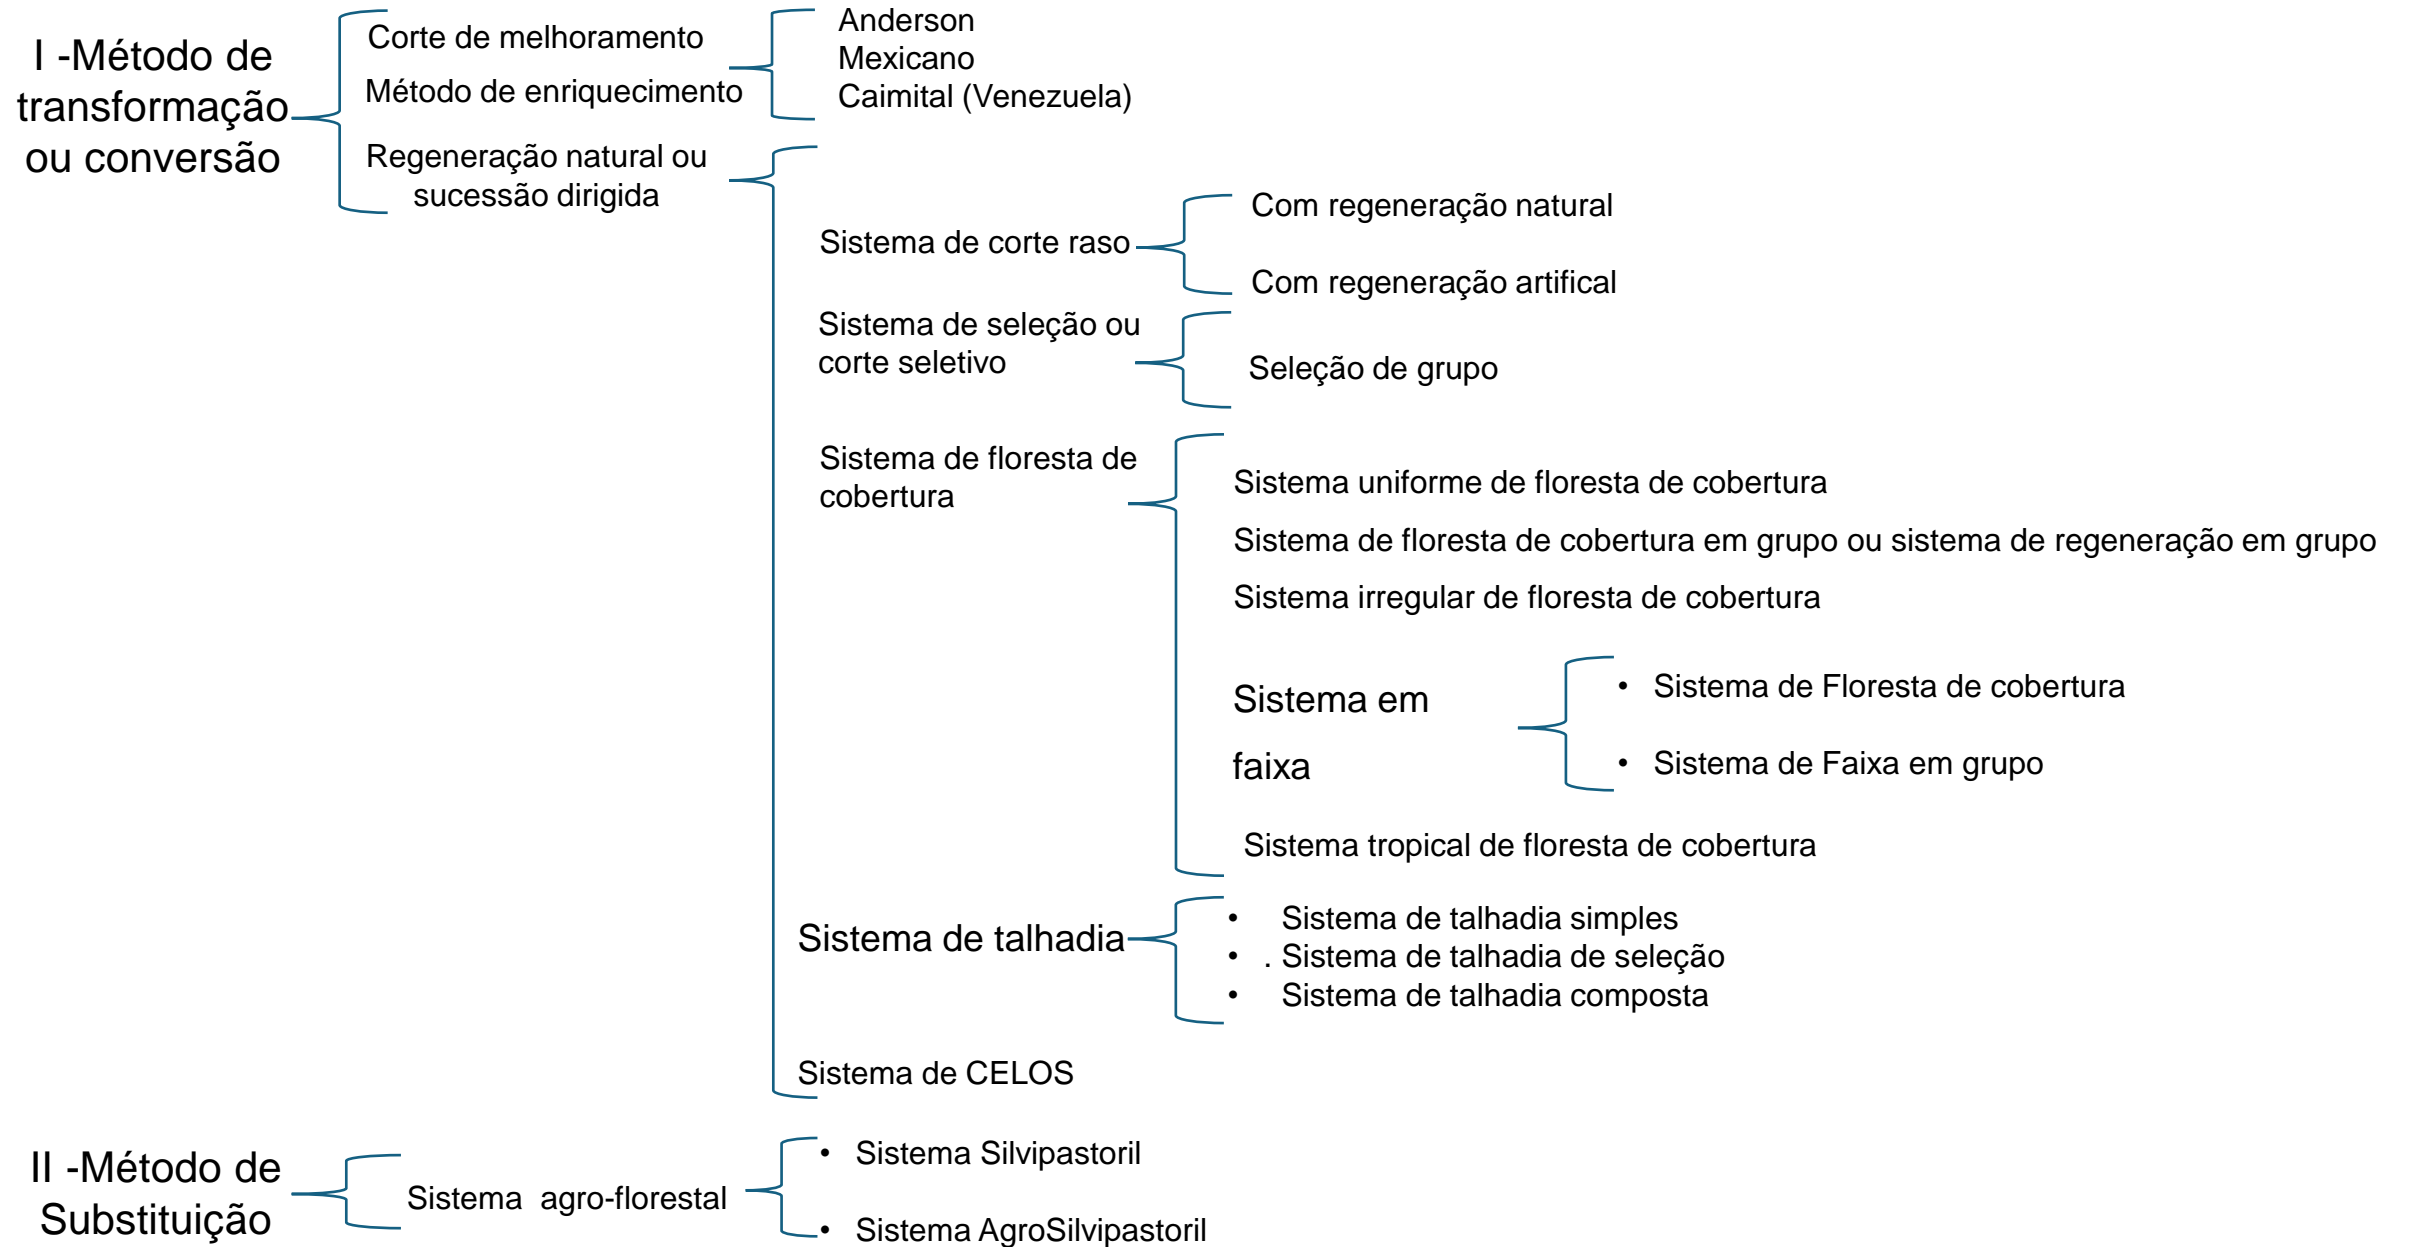 I -Método de
transformação
ou conversão
Corte de melhoramento
Método de enriquecimento
Regeneração natural ou
sucessão dirigida
Anderson
Mexicano
Caimital (Venezuela)
Sistema de corte raso
Com regeneração natural
Com regeneração artifical
Sistema de seleção ou
corte seletivo
Seleção de grupo
Sistema de floresta de
cobertura
Sistema uniforme de floresta de cobertura
Sistema de floresta de cobertura em grupo ou sistema de regeneração em grupo
Sistema irregular de floresta de cobertura
Sistema em
faixa
• Sistema de Floresta de cobertura
• Sistema de Faixa em grupo
Sistema tropical de floresta de cobertura
Sistema de talhadia
• Sistema de talhadia simples
• . Sistema de talhadia de seleção
• Sistema de talhadia composta
Sistema de CELOS
II -Método de
Substituição
Sistema agro-florestal
• Sistema Silvipastoril
• Sistema AgroSilvipastoril